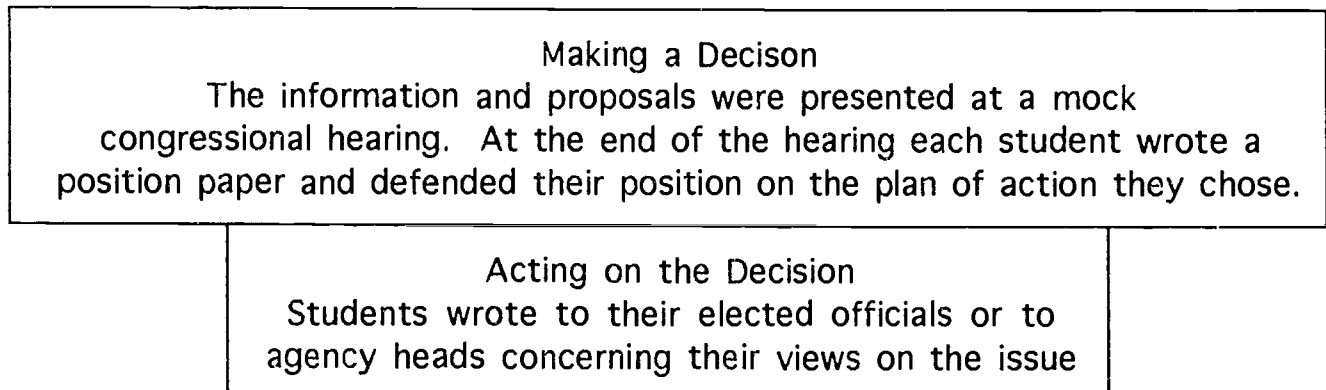 Making a Decison
The information and proposals were presented at a mock
congressional hearing. At the end of the hearing each student wrote a
position paper and defended their position on the plan of action they chose.
Acting on the Decision
Students wrote to their elected officials or to
agency heads concerning their views on the issue